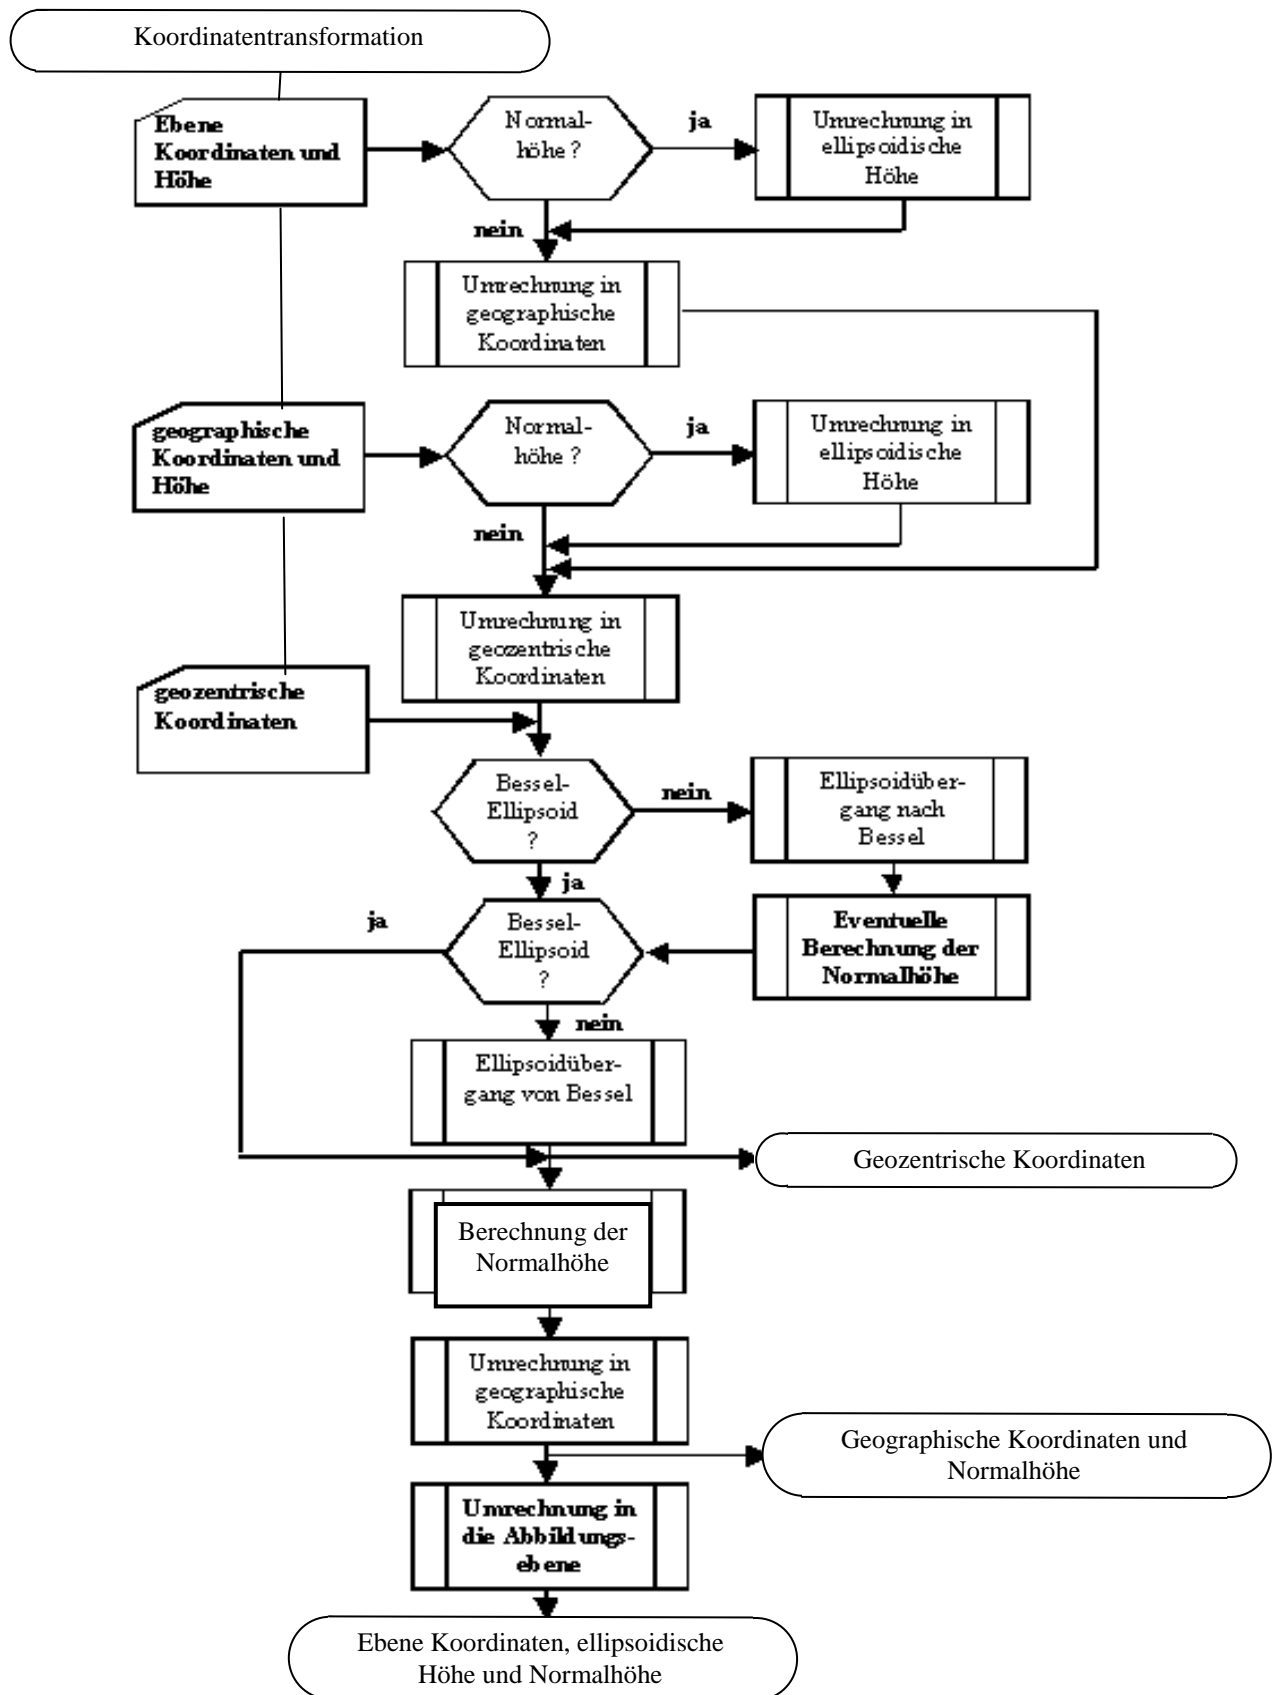 Koordinatentransformation
Ebene
Koordinaten und
Höhe
Normal-
höhe ?
ja
Umrechnung in
ellipsoidische
Höhe
nein
Umrechnung in
geographische
Koordinaten
geographische
Koordinaten und
Höhe
Normal-
höhe ?
ja
Umrechnung in
ellipsoidische
Höhe
nein
Umrechnung in
geozentrische
Koordinaten
geozentrische
Koordinaten
Bessel-
Ellipsoid
?
nein
Ellipsoidüber-
gang nach
Bessel
ja
ja
Bessel-
Ellipsoid
?
Eventuelle
Berechnung der
Normalhöhe
nein
Ellipsoidüber-
gang von Bessel
Geozentrische Koordinaten
Berechnung der
Normalhöhe
Umrechnung in
geographische
Koordinaten
Geographische Koordinaten und
Normalhöhe
Umrechnung in
die Abbildungs-
ebene
Ebene Koordinaten, ellipsoidische
Höhe und Normalhöhe